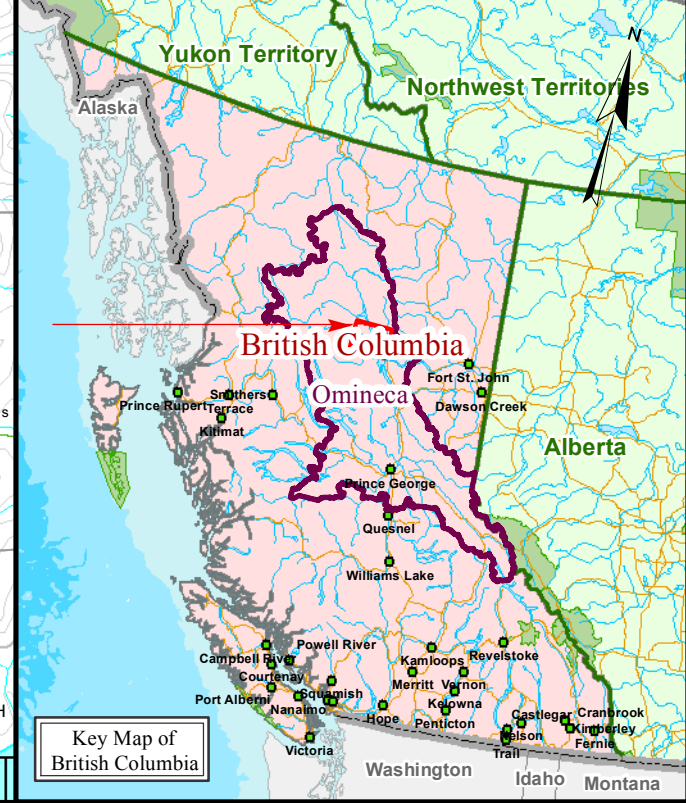 Yukon Territory
N
Northwest Territories
Alaska
British Columbia
Fort St. John
Omineca
Smithers
Prince Rupert
Terrace
Dawson Creek
Kitimat
Alberta
Prince George
Quesnel
Williams Lake
Powell River
Revelstoke
Campbell River
Kamloops
Courtenay
Merritt
Vernon
Squamish
Port Alberni
Kelowna
Nanaimo
Hope
Penticton
Castlegar
Cranbrook
Nelson
Kimberley
Key Map of
British Columbia
Victoria
Trail
Fernie
Washington
Idaho
Montana
s
H